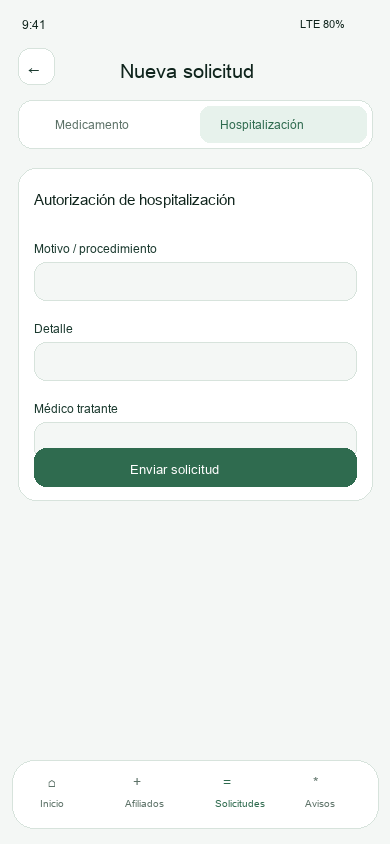 9:41 LTE 80%
← Nueva solicitud
Medicamento Hospitalización
Autorización de hospitalización
Motivo / procedimiento
Detalle
Médico tratante
Enviar solicitud
⌂ + = *
Inicio Afiliados Solicitudes Avisos